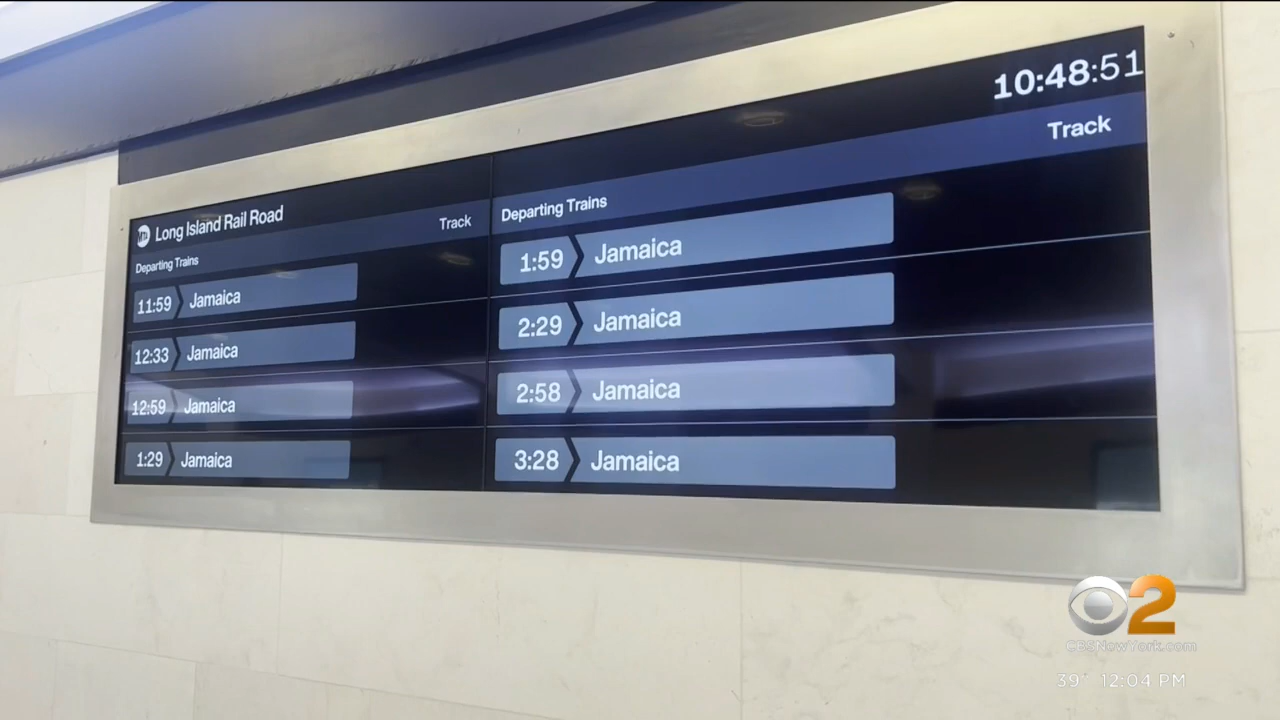 10:48:51
MTA Long Island Rail Road
Track
Departing Trains
11:59 Jamaica
12:33 Jamaica
12:59 Jamaica
1:29 Jamaica
Track
Departing Trains
1:59 Jamaica
2:29 Jamaica
2:58 Jamaica
3:28 Jamaica
2
CBSNewYork.com
39° 12:04 PM